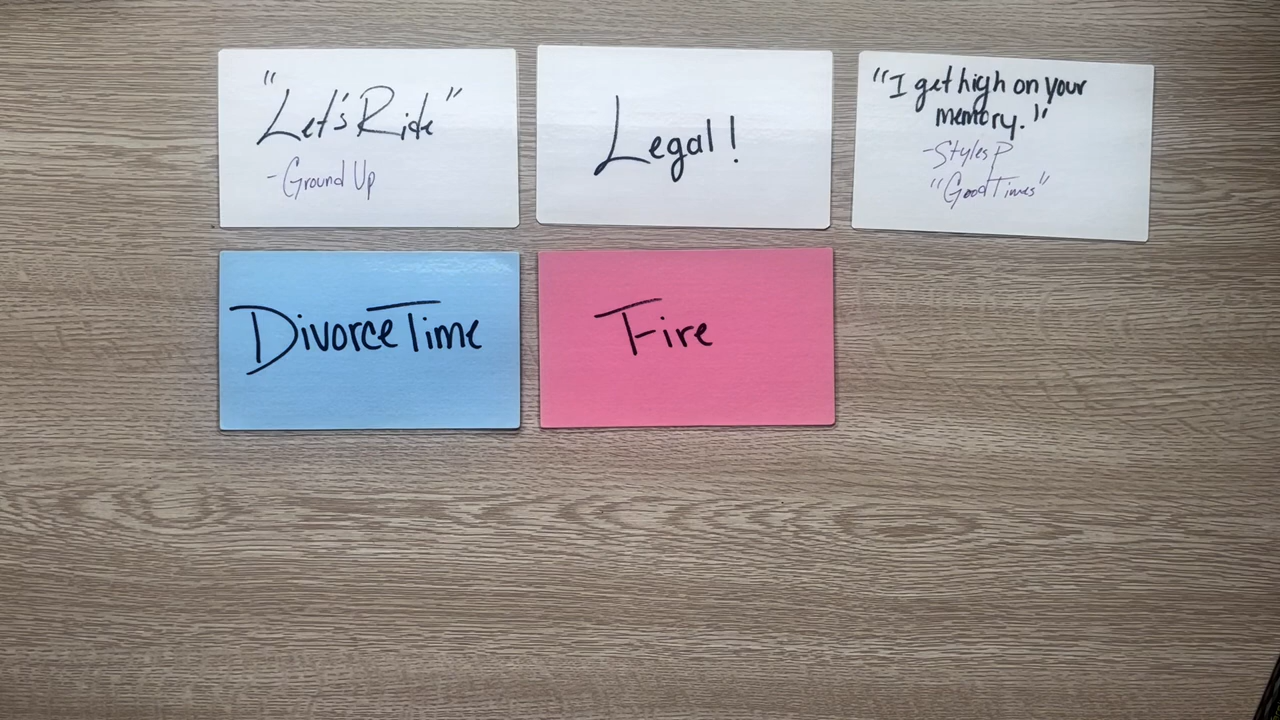 "Let's Ride"
-Ground Up
Legal!
"I get high on your
memory."
-Styles P
"Good Times"
Divorce Time
Fire